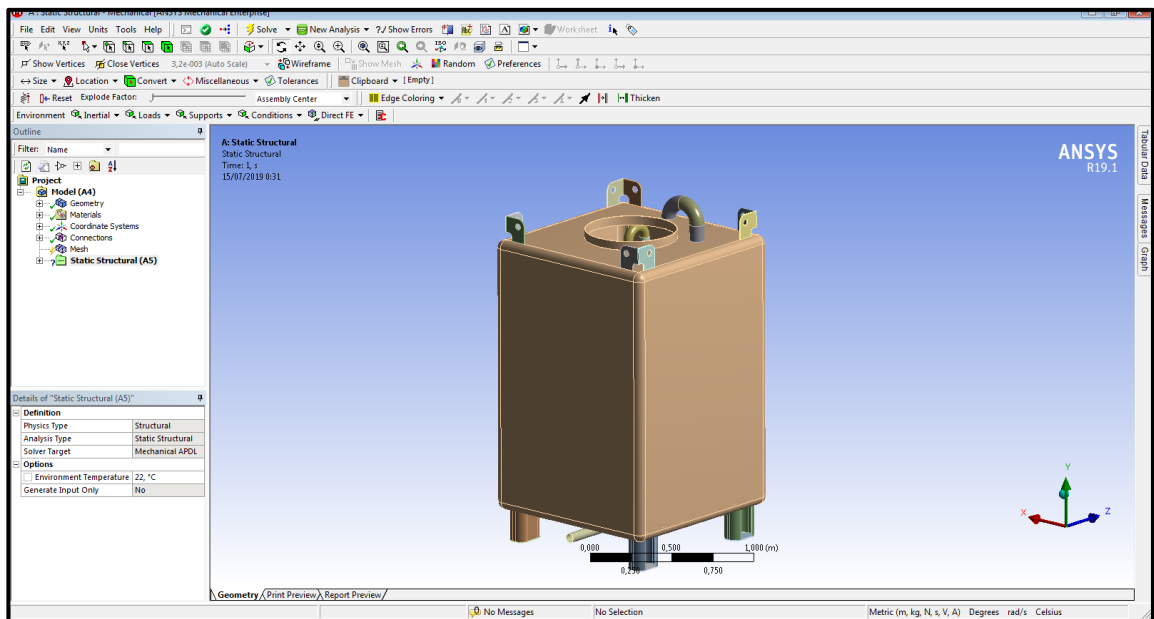 A : Static Structural - Mechanical [ANSYS Mechanical Enterprise]
File Edit View Units Tools Help Solve New Analysis ?/ Show Errors Worksheet
Show Vertices Close Vertices 3,2e-003 (Auto Scale) Wireframe Show Mesh Random Preferences
Size Location Convert Miscellaneous Tolerances Clipboard [Empty]
Reset Explode Factor: Assembly Center Edge Coloring Thicken
Environment Inertial Loads Supports Conditions Direct FE
Outline
Filter: Name
Project
Model (A4)
Geometry
Materials
Coordinate Systems
Connections
Mesh
Static Structural (A5)
Details of "Static Structural (A5)"
Definition
Physics Type Structural
Analysis Type Static Structural
Solver Target Mechanical APDL
Options
Environment Temperature 22, °C
Generate Input Only No
A: Static Structural
Static Structural
Time: 1, s
15/07/2019 0:31
ANSYS
R19.1
Y
X Z
0,000 0,500 1,000 (m)
0,250 0,750
Geometry Print Preview Report Preview
Tabular Data
Messages
Graph
0 No Messages No Selection Metric (m, kg, N, s, V, A) Degrees rad/s Celsius